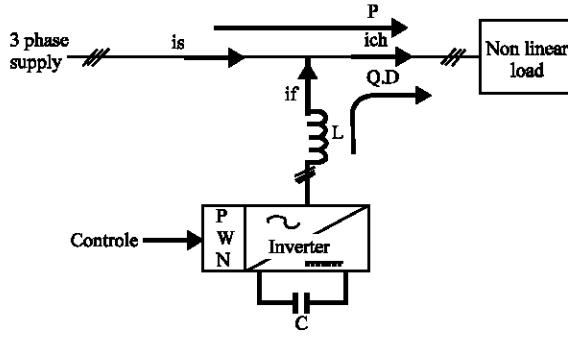 P
3 phase
supply
is
ich
Non linear
load
Q.D
if
L
P
W
N
Inverter
Controle
C